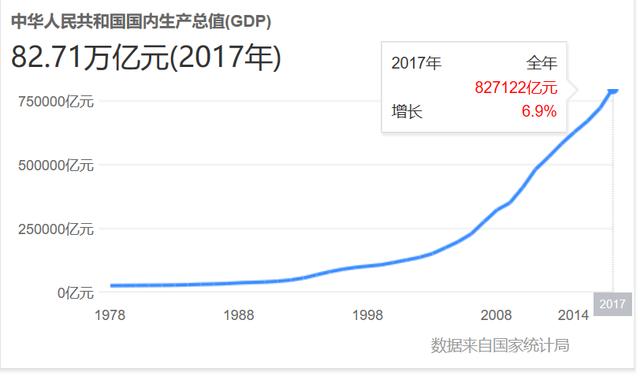 中华人民共和国国内生产总值(GDP)
82.71万亿元(2017年)
2017年 全年
827122亿元
增长 6.9%
750000亿元
500000亿元
250000亿元
0亿元
1978 1988 1998 2008 2014 2017
数据来自国家统计局